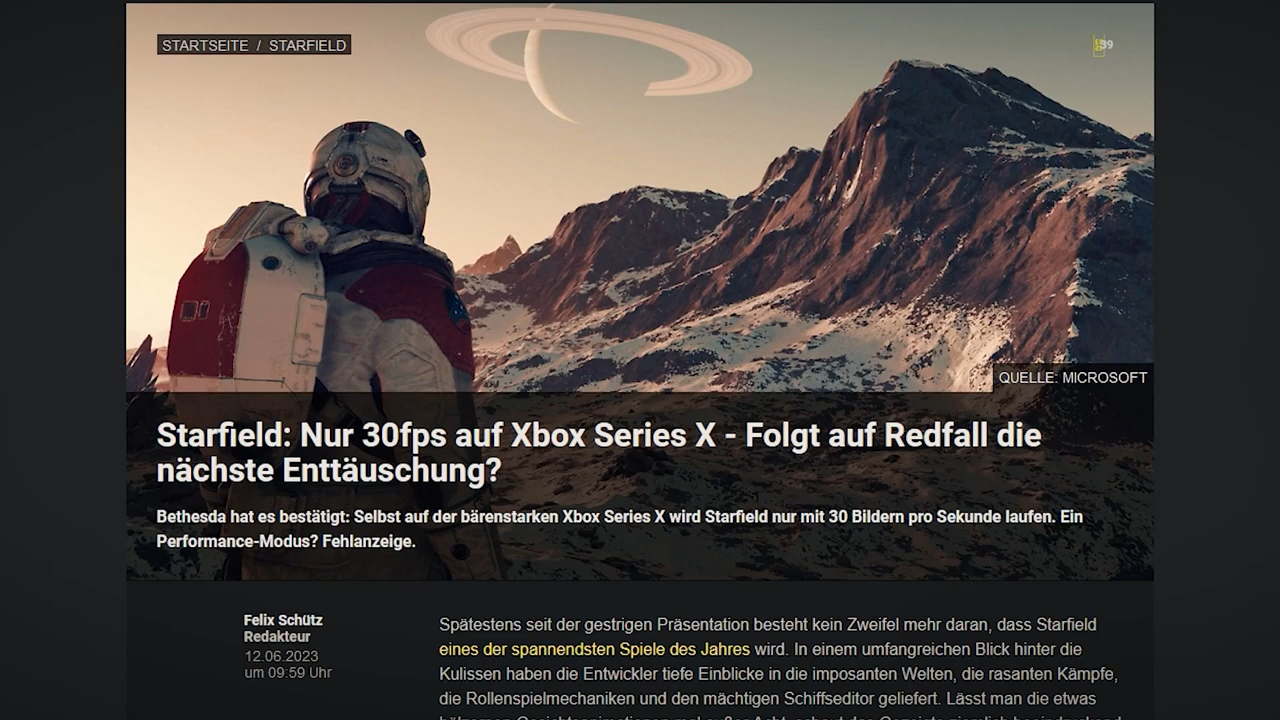 STARTSEITE / STARFIELD
39
QUELLE: MICROSOFT
Starfield: Nur 30fps auf Xbox Series X - Folgt auf Redfall die
nächste Enttäuschung?
Bethesda hat es bestätigt: Selbst auf der bärenstarken Xbox Series X wird Starfield nur mit 30 Bildern pro Sekunde laufen. Ein
Performance-Modus? Fehlanzeige.
Felix Schütz
Redakteur
12.06.2023
um 09:59 Uhr
Spätestens seit der gestrigen Präsentation besteht kein Zweifel mehr daran, dass Starfield
eines der spannendsten Spiele des Jahres wird. In einem umfangreichen Blick hinter die
Kulissen haben die Entwickler tiefe Einblicke in die imposanten Welten, die rasanten Kämpfe,
die Rollenspielmechaniken und den mächtigen Schiffseditor geliefert. Lässt man die etwas